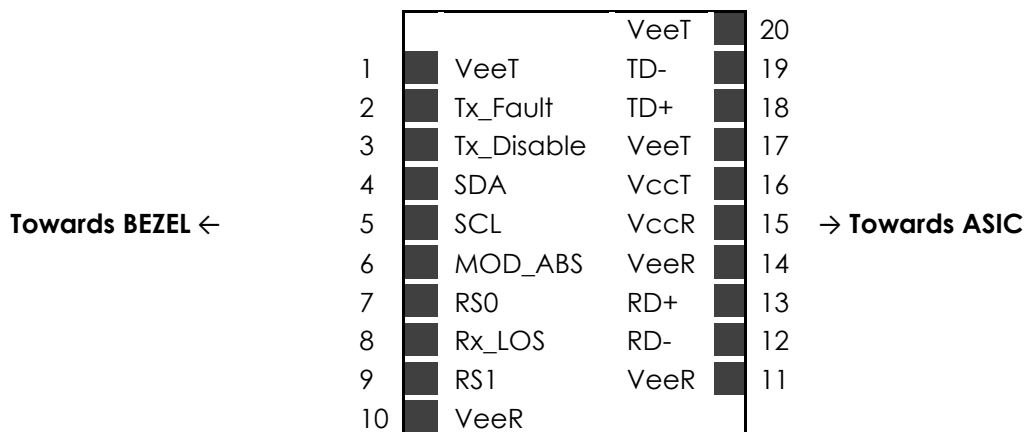 VeeT 20
1 VeeT TD- 19
2 Tx_Fault TD+ 18
3 Tx_Disable VeeT 17
4 SDA VccT 16
Towards BEZEL ← 5 SCL VccR 15 → Towards ASIC
6 MOD_ABS VeeR 14
7 RS0 RD+ 13
8 Rx_LOS RD- 12
9 RS1 VeeR 11
10 VeeR